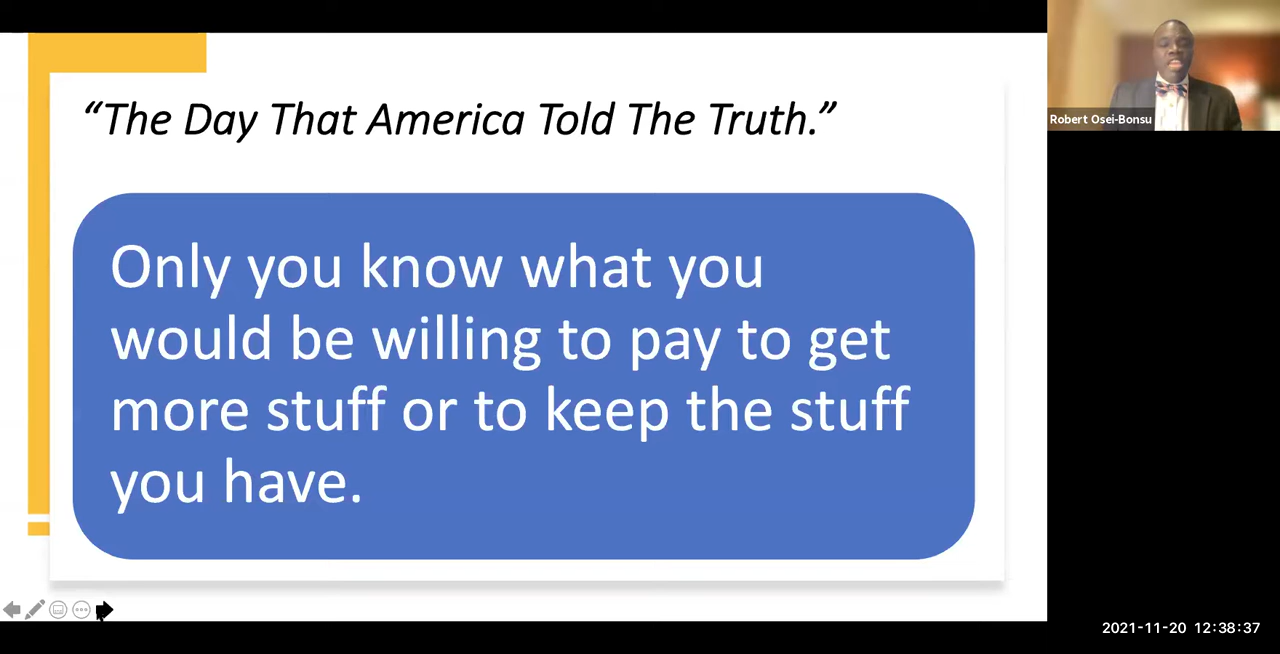 “The Day That America Told The Truth.”
Robert Osei-Bonsu
Only you know what you
would be willing to pay to get
more stuff or to keep the stuff
you have.
2021-11-20 12:38:37